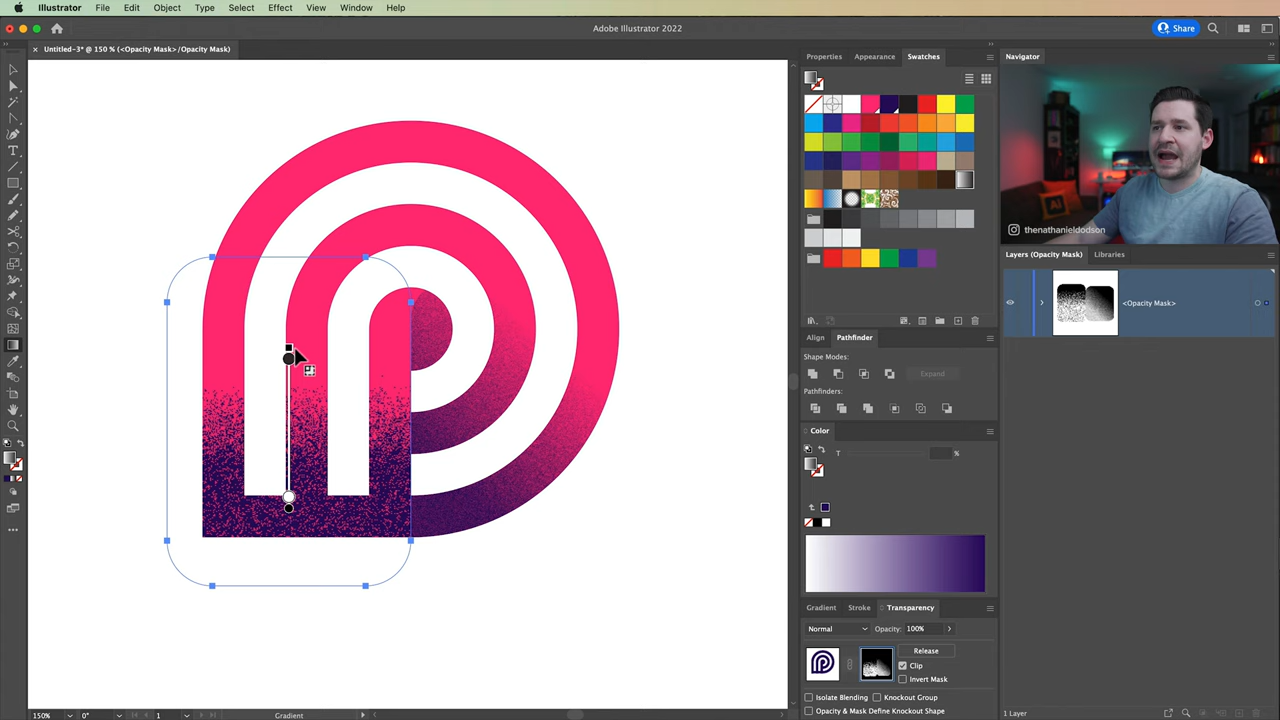 Illustrator File Edit Object Type Select Effect View Window Help
Adobe Illustrator 2022
Share
Untitled-3* @ 150 % (<Opacity Mask>/Opacity Mask)
Properties Appearance Swatches
Navigator
Ai
thenathanieldodson
Layers (Opacity Mask) Libraries
<Opacity Mask>
Align Pathfinder
Shape Modes:
Expand
Pathfinders:
Color
T %
Gradient Stroke Transparency
Normal Opacity: 100%
Release
Clip
Invert Mask
Isolate Blending Knockout Group
Opacity & Mask Define Knockout Shape
150% 0° 1 Gradient
1 Layer